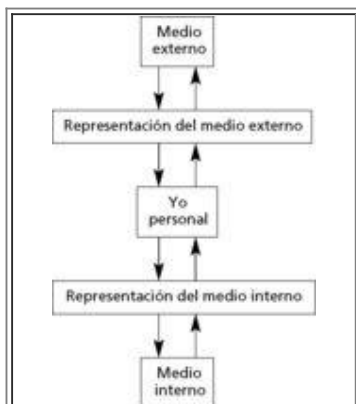 Medio
externo
Representación del medio externo
Yo
personal
Representación del medio interno
Medio
interno